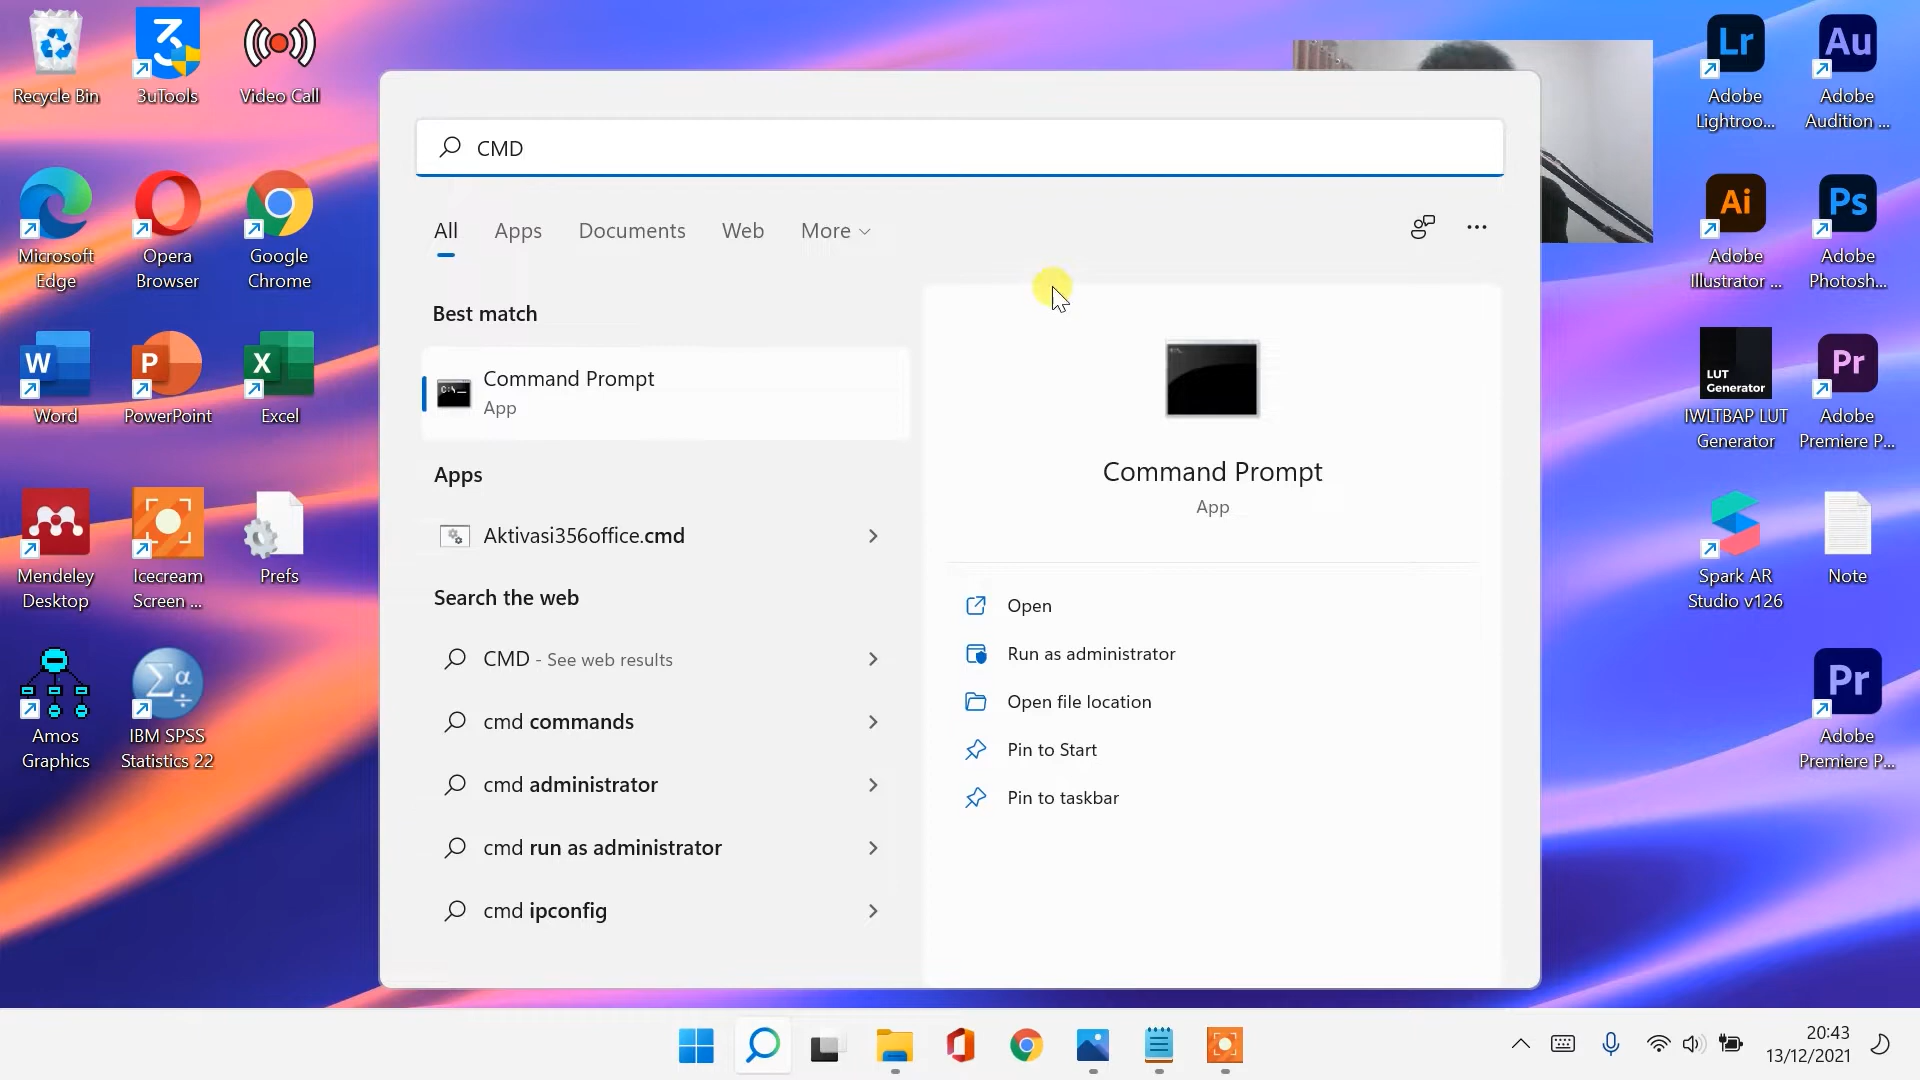 Recycle Bin
3uTools
Video Call
Microsoft
Edge
Opera
Browser
Google
Chrome
W
Word
P
PowerPoint
X
Excel
Mendeley
Desktop
Icecream
Screen ...
Prefs
Amos
Graphics
Σα
÷
IBM SPSS
Statistics 22
CMD
All
Apps
Documents
Web
More
Best match
C:\_
Command Prompt
App
Apps
Aktivasi356office.cmd
Search the web
CMD - See web results
cmd commands
cmd administrator
cmd run as administrator
cmd ipconfig
Command Prompt
App
Open
Run as administrator
Open file location
Pin to Start
Pin to taskbar
Lr
Adobe
Lightroo...
Au
Adobe
Audition ...
Ai
Adobe
Illustrator ...
Ps
Adobe
Photosh...
LUT
Generator
IWLTBAP LUT
Generator
Pr
Adobe
Premiere P...
Spark AR
Studio v126
Note
Pr
Adobe
Premiere P...
20:43
13/12/2021